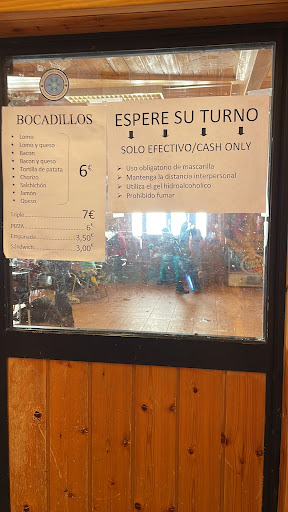 BOCADILLOS
• Lomo
• Lomo y queso
• Bacon
• Bacon y queso
• Tortilla de patata
• Chorizo
• Salchichón
• Jamón
• Queso
6€
Triple 7€
PIZZA 6€
Empanada 3,50€
Sándwich 3,00€
ESPERE SU TURNO
SOLO EFECTIVO/CASH ONLY
➢ Uso obligatorio de mascarilla
➢ Mantenga la distancia interpersonal
➢ Utiliza el gel hidroalcoholico
➢ Prohibido fumar